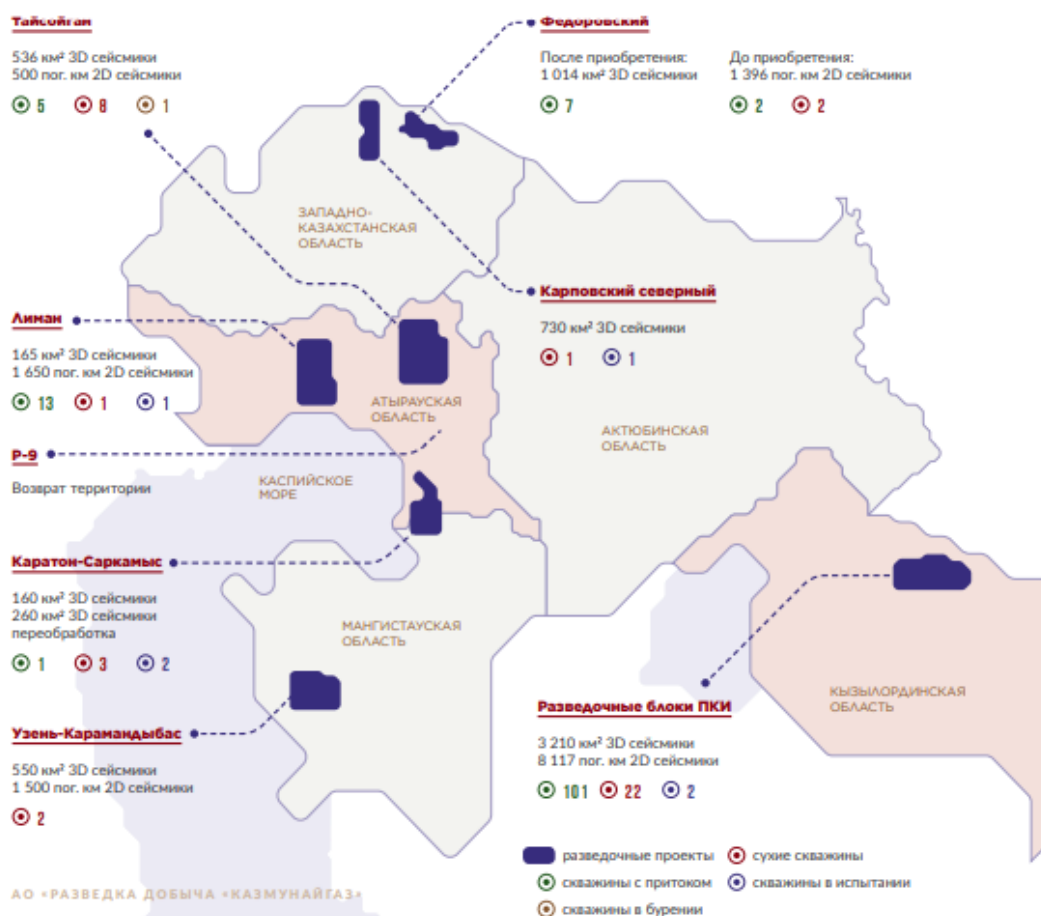 Тайсойган
536 км² 3D сейсмики
500 пог. км 2D сейсмики
5 8 1
Федоровский
После приобретения:
1 014 км² 3D сейсмики
7
До приобретения:
1 396 пог. км 2D сейсмики
2 2
ЗАПАДНО-
КАЗАХСТАНСКАЯ
ОБЛАСТЬ
Карповский северный
730 км² 3D сейсмики
1 1
Лиман
165 км² 3D сейсмики
1 650 пог. км 2D сейсмики
13 1 1
АТЫРАУСКАЯ
ОБЛАСТЬ
АКТЮБИНСКАЯ
ОБЛАСТЬ
Р-9
Возврат территории
КАСПИЙСКОЕ
МОРЕ
Каратон-Саркамыс
160 км² 3D сейсмики
260 км² 3D сейсмики
переобработка
1 3 2
МАНГИСТАУСКАЯ
ОБЛАСТЬ
Узень-Карамандыбас
550 км² 3D сейсмики
1 500 пог. км 2D сейсмики
2
КЫЗЫЛОРДИНСКАЯ
ОБЛАСТЬ
Разведочные блоки ПКИ
3 210 км² 3D сейсмики
8 117 пог. км 2D сейсмики
101 22 2
разведочные проекты
сухие скважины
скважины с притоком
скважины в испытании
скважины в бурении
АО «РАЗВЕДКА ДОБЫЧА «КАЗМУНАЙГАЗ»